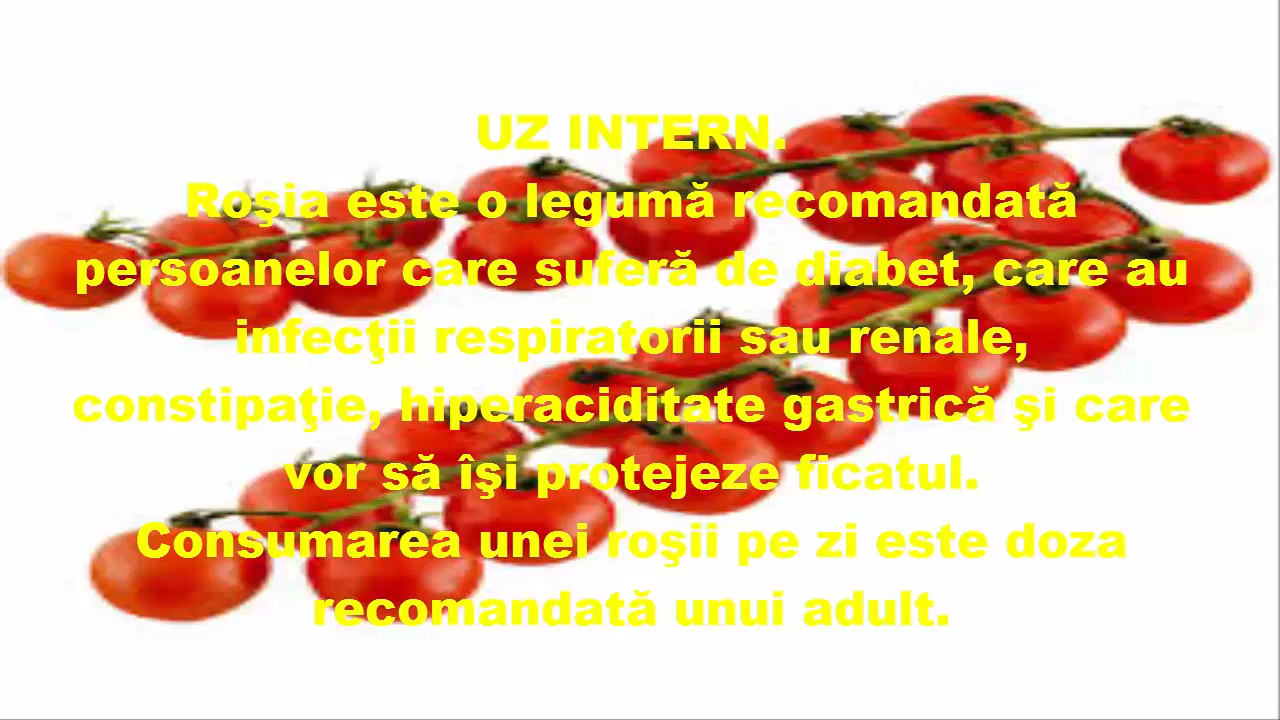 UZ INTERN.
Roşia este o legumă recomandată
persoanelor care suferă de diabet, care au
infecţii respiratorii sau renale,
constipaţie, hiperaciditate gastrică şi care
vor să îşi protejeze ficatul.
Consumarea unei roşii pe zi este doza
recomandată unui adult.